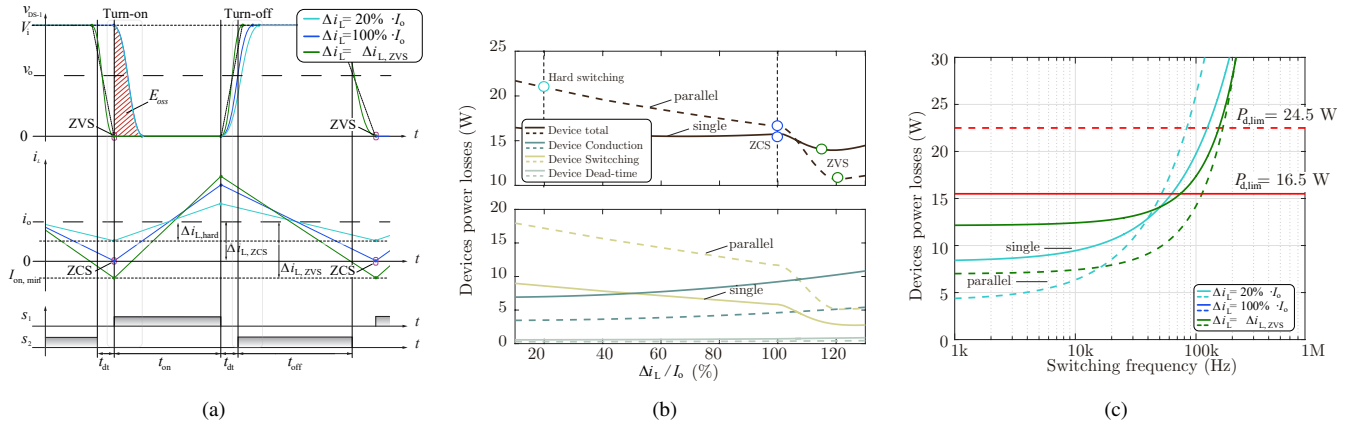 v_DS-1
Turn-on
Turn-off
V_i
Δi_L= 20% ·I_o
Δi_L=100% ·I_o
Δi_L= Δi_L,ZVS
v_o
E_oss
ZVS
ZVS
0
t
i_L
i_o
Δi_L,hard
Δi_L,ZCS
0
t
ZCS
ZCS
Δi_L,ZVS
I_on, min
s_1
t
s_2
t
t_dt
t_on
t_dt
t_off
(a)
25
20
15
10
Devices power losses (W)
Hard switching
parallel
single
Device total
Device Conduction
Device Switcching
Device Dead-time
ZCS
ZVS
20
15
10
5
0
parallel
single
20
40
60
80
100
120
Δi_L / I_o (%)
(b)
30
25
20
15
10
5
0
Devices power losses (W)
P_d,lim= 24.5 W
P_d,lim= 16.5 W
single
parallel
Δi_L= 20% ·I_o
Δi_L= 100% ·I_o
Δi_L= Δi_L,ZVS
1k
10k
100k
1M
Switching frequency (Hz)
(c)